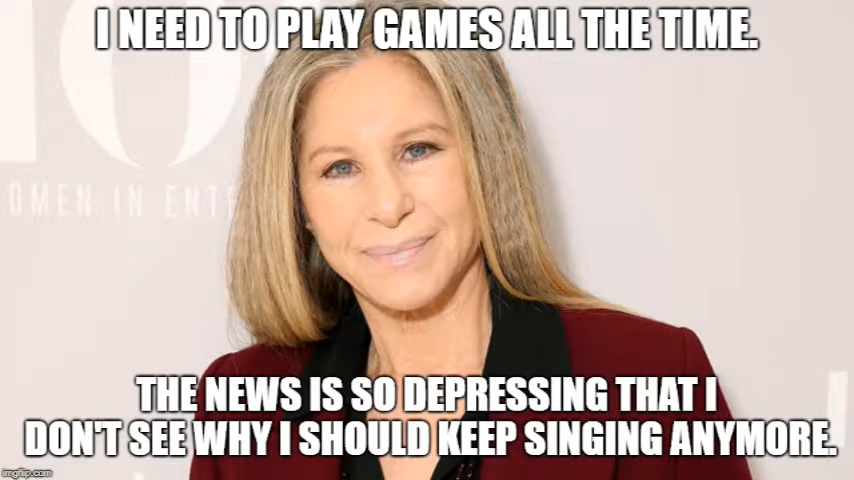 I NEED TO PLAY GAMES ALL THE TIME.
OMEN IN ENT
THE NEWS IS SO DEPRESSING THAT I
DON'T SEE WHY I SHOULD KEEP SINGING ANYMORE.
imgflip.com